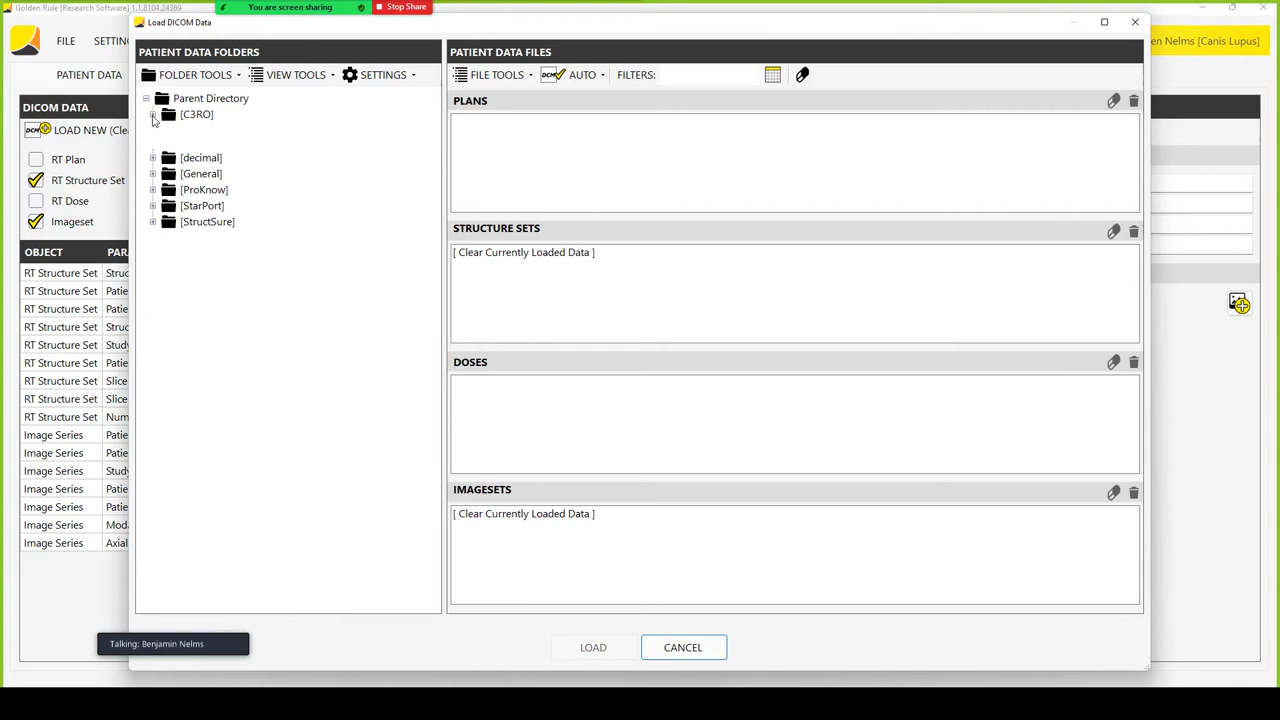 Golden Rule [Research Software] 1.1.8104.24369
You are screen sharing
Stop Share
Load DICOM Data
FILE
en Nelms [Canis Lupus]
PATIENT DATA
PATIENT DATA FOLDERS
FOLDER TOOLS
VIEW TOOLS
SETTINGS
Parent Directory
[C3RO]
[decimal]
[General]
[ProKnow]
[StarPort]
[StructSure]
PATIENT DATA FILES
FILE TOOLS
DCM
AUTO
FILTERS:
PLANS
STRUCTURE SETS
[ Clear Currently Loaded Data ]
DOSES
IMAGESETS
[ Clear Currently Loaded Data ]
LOAD
CANCEL
DICOM DATA
DCM
LOAD NEW (Cle
RT Plan
RT Structure Set
RT Dose
Imageset
OBJECT PAR
RT Structure Set Struc
RT Structure Set Patie
RT Structure Set Patie
RT Structure Set Struc
RT Structure Set Study
RT Structure Set Patie
RT Structure Set Slice
RT Structure Set Slice
RT Structure Set Num
Image Series Patie
Image Series Patie
Image Series Study
Image Series Patie
Image Series Patie
Image Series Moda
Image Series Axial
Talking: Benjamin Nelms